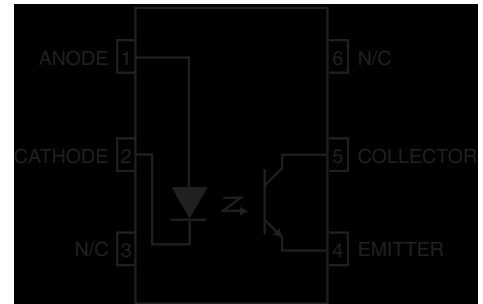 ANODE 1
6 N/C
CATHODE 2
5 COLLECTOR
N/C 3
4 EMITTER